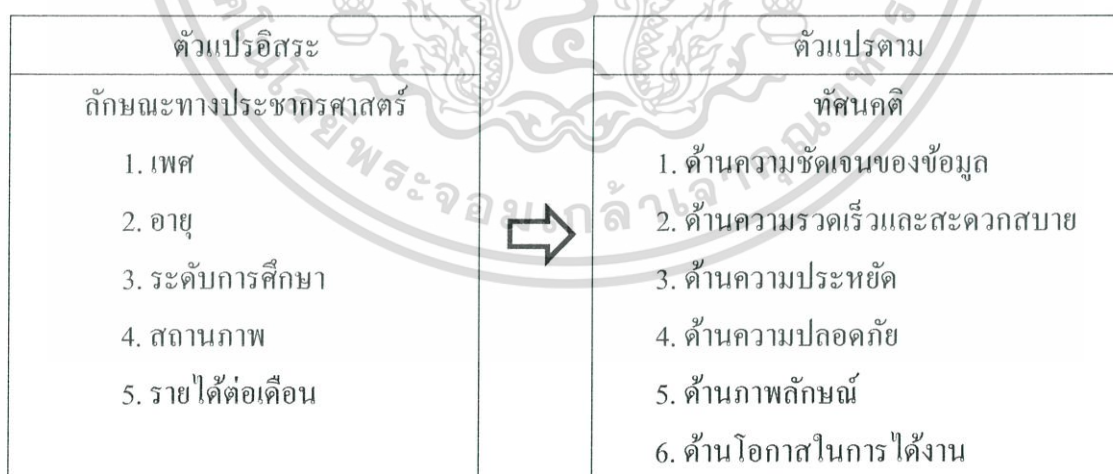 ตัวแปรอิสระ
ลักษณะทางประชากรศาสตร์
1. เพศ
2. อายุ
3. ระดับการศึกษา
4. สถานภาพ
5. รายได้ต่อเดือน
ตัวแปรตาม
ทัศนคติ
1. ด้านความชัดเจนของข้อมูล
2. ด้านความรวดเร็วและสะดวกสบาย
3. ด้านความประหยัด
4. ด้านความปลอดภัย
5. ด้านภาพลักษณ์
6. ด้านโอกาสในการได้งาน